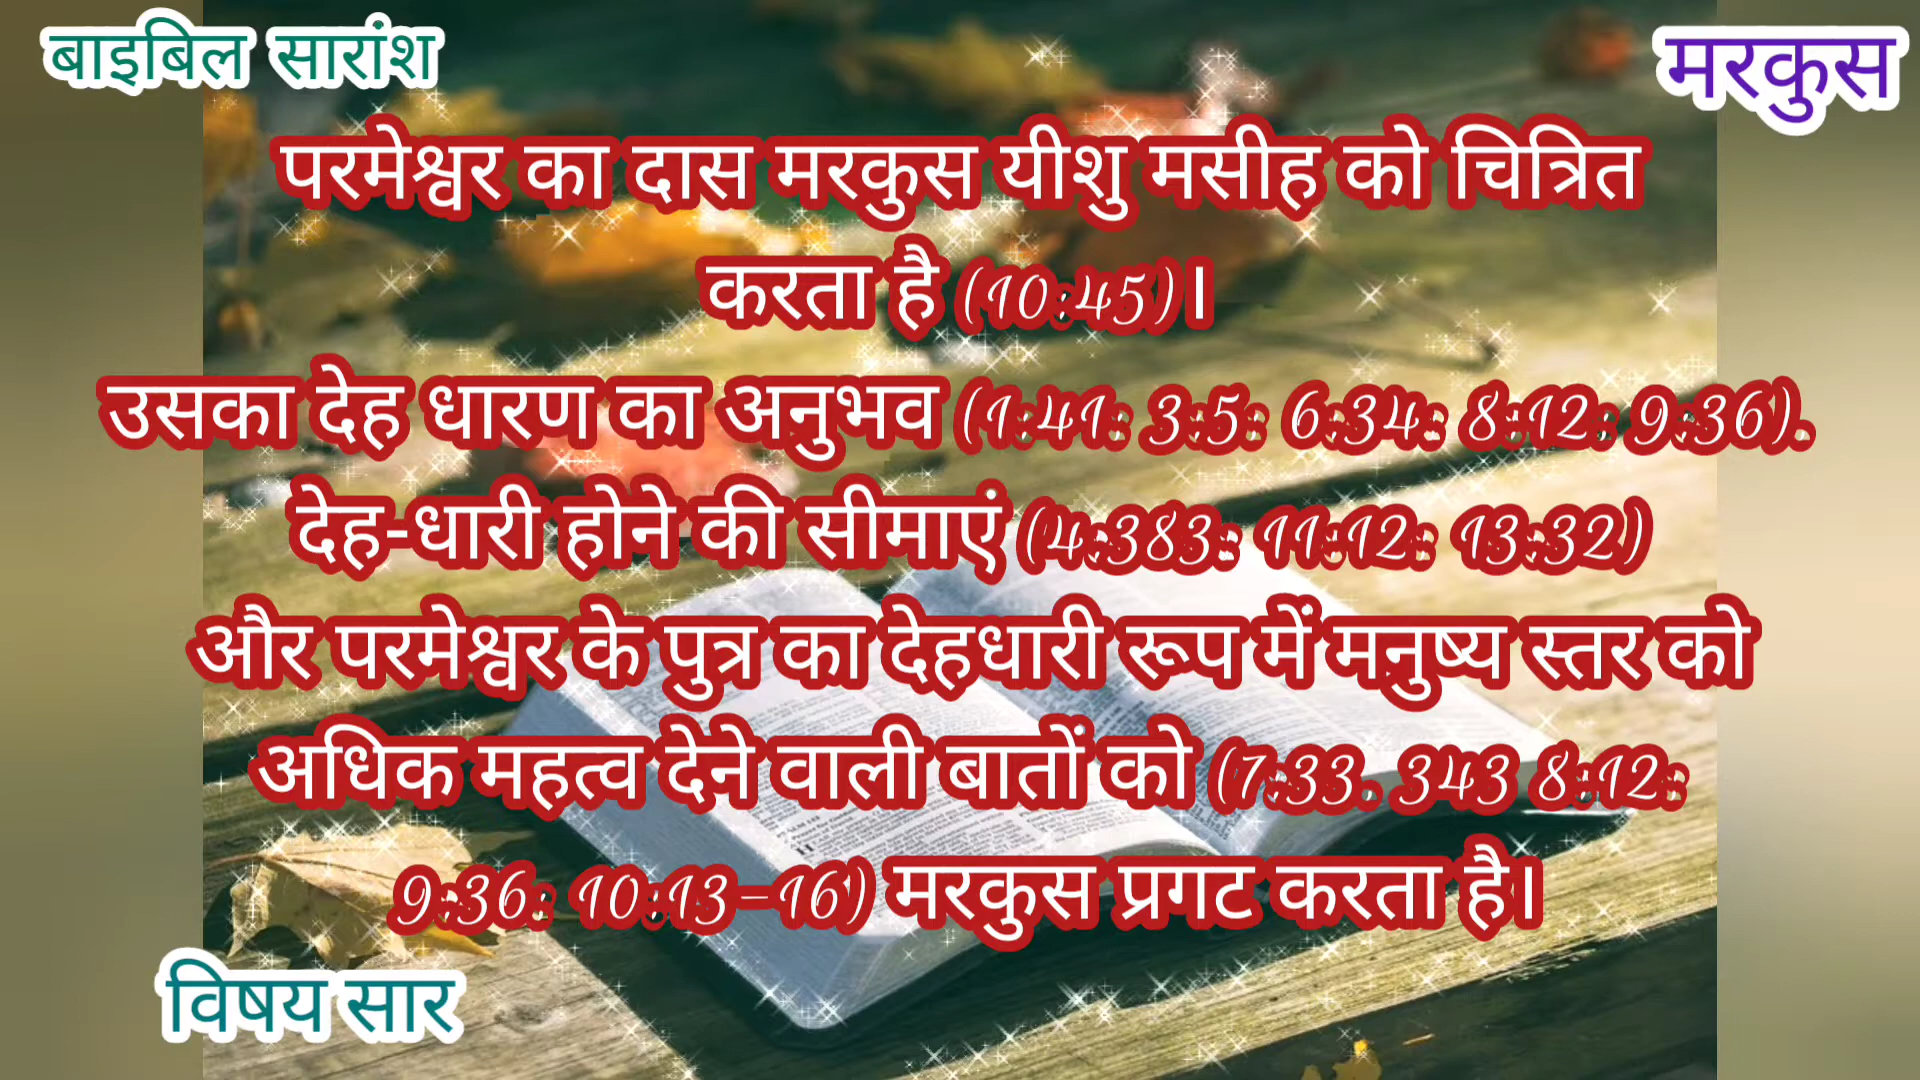 बाइबिल सारांश
मरकुस
परमेश्वर का दास मरकुस यीशु मसीह को चित्रित
करता है (10:45)।
उसका देह धारण का अनुभव (1:41: 3:5: 6:34: 8:12: 9:36).
देह-धारी होने की सीमाएं (4:383: 11:12: 13:32)
और परमेश्वर के पुत्र का देहधारी रूप में मनुष्य स्तर को
अधिक महत्व देने वाली बातों को (7:33. 343 8:12:
9:36: 10:13-16) मरकुस प्रगट करता है।
विषय सार